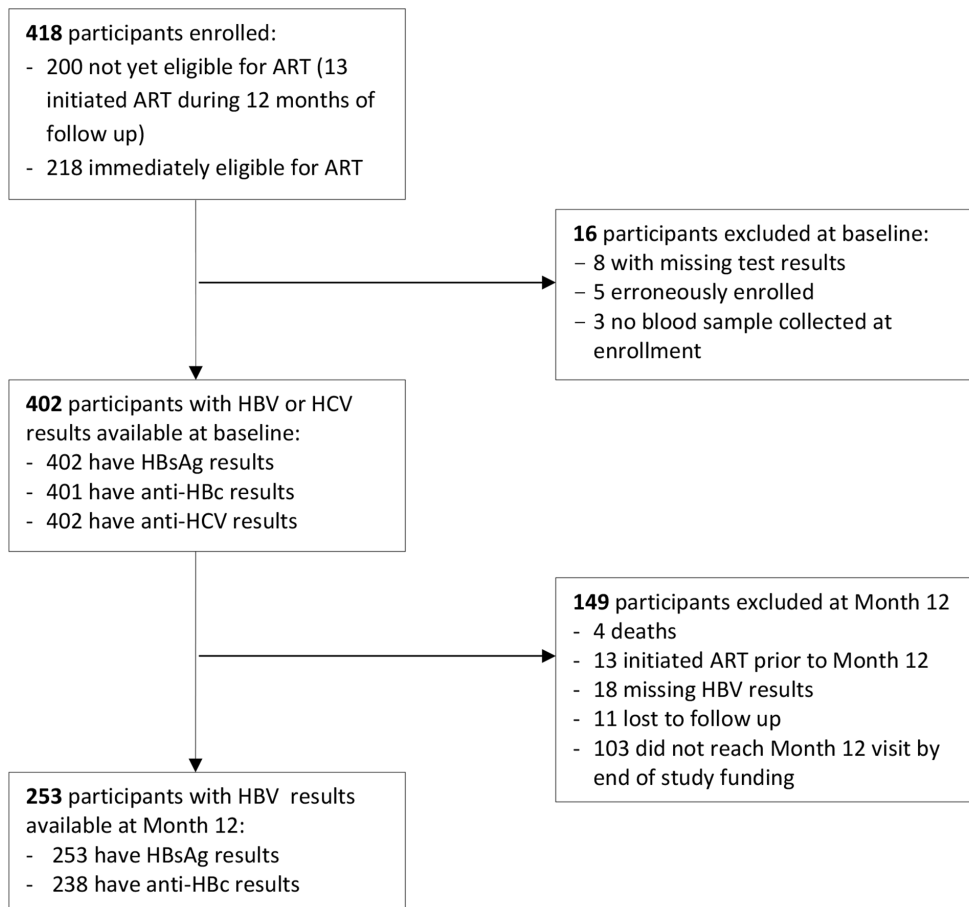 418 participants enrolled:
- 200 not yet eligible for ART (13
initiated ART during 12 months of
follow up)
- 218 immediately eligible for ART
16 participants excluded at baseline:
– 8 with missing test results
– 5 erroneously enrolled
– 3 no blood sample collected at
enrollment
402 participants with HBV or HCV
results available at baseline:
- 402 have HBsAg results
- 401 have anti-HBc results
- 402 have anti-HCV results
149 participants excluded at Month 12
- 4 deaths
- 13 initiated ART prior to Month 12
- 18 missing HBV results
- 11 lost to follow up
- 103 did not reach Month 12 visit by
end of study funding
253 participants with HBV results
available at Month 12:
- 253 have HBsAg results
- 238 have anti-HBc results